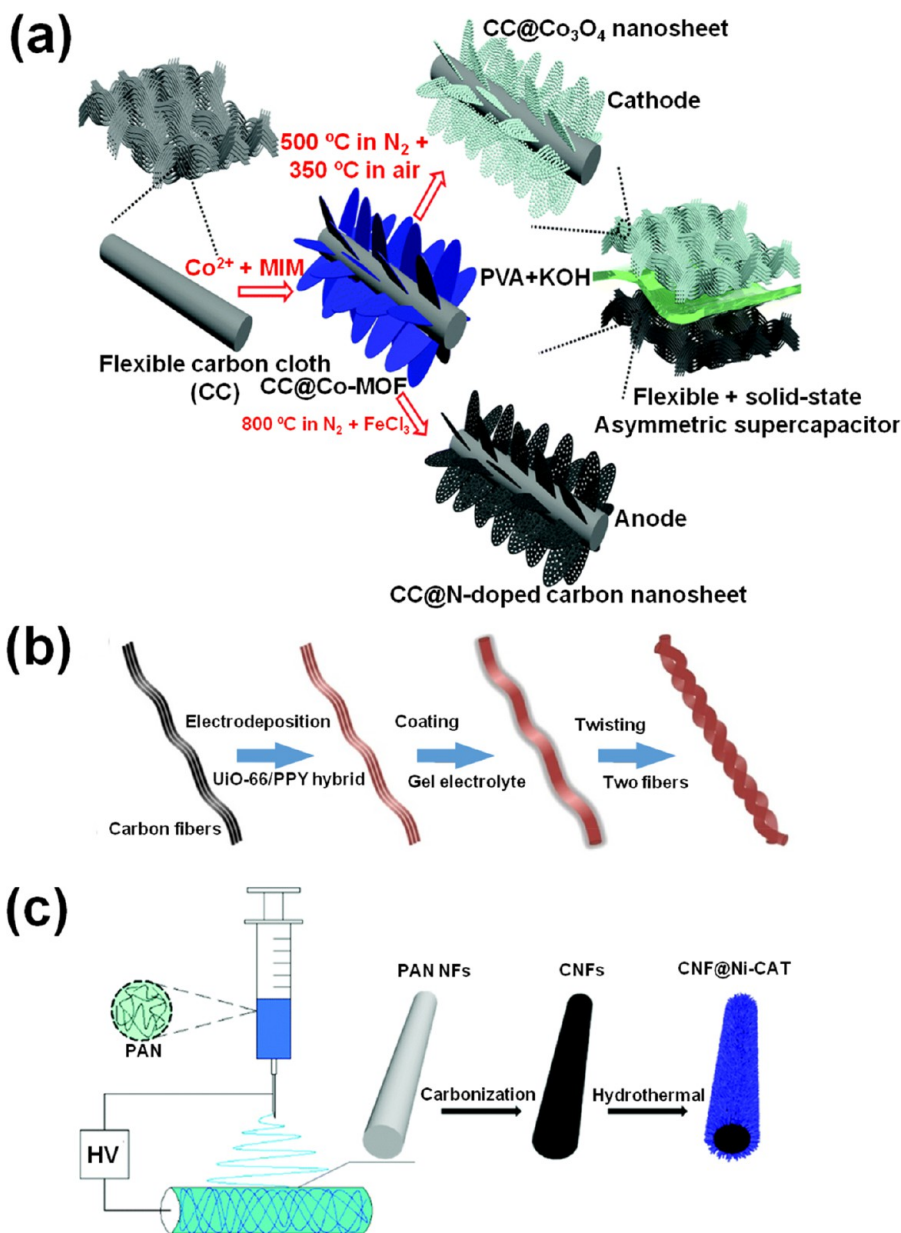 (a)
CC@Co₃O₄ nanosheet
Cathode
500 ºC in N₂ +
350 ºC in air
Co²⁺ + MIM
PVA+KOH
Flexible carbon cloth
(CC)
CC@Co-MOF
800 ºC in N₂ + FeCl₃
Flexible + solid-state
Asymmetric supercapacitor
Anode
CC@N-doped carbon nanosheet
(b)
Electrodeposition
UiO-66/PPY hybrid
Carbon fibers
Coating
Gel electrolyte
Twisting
Two fibers
(c)
PAN
HV
PAN NFs
CNFs
CNF@Ni-CAT
Carbonization
Hydrothermal